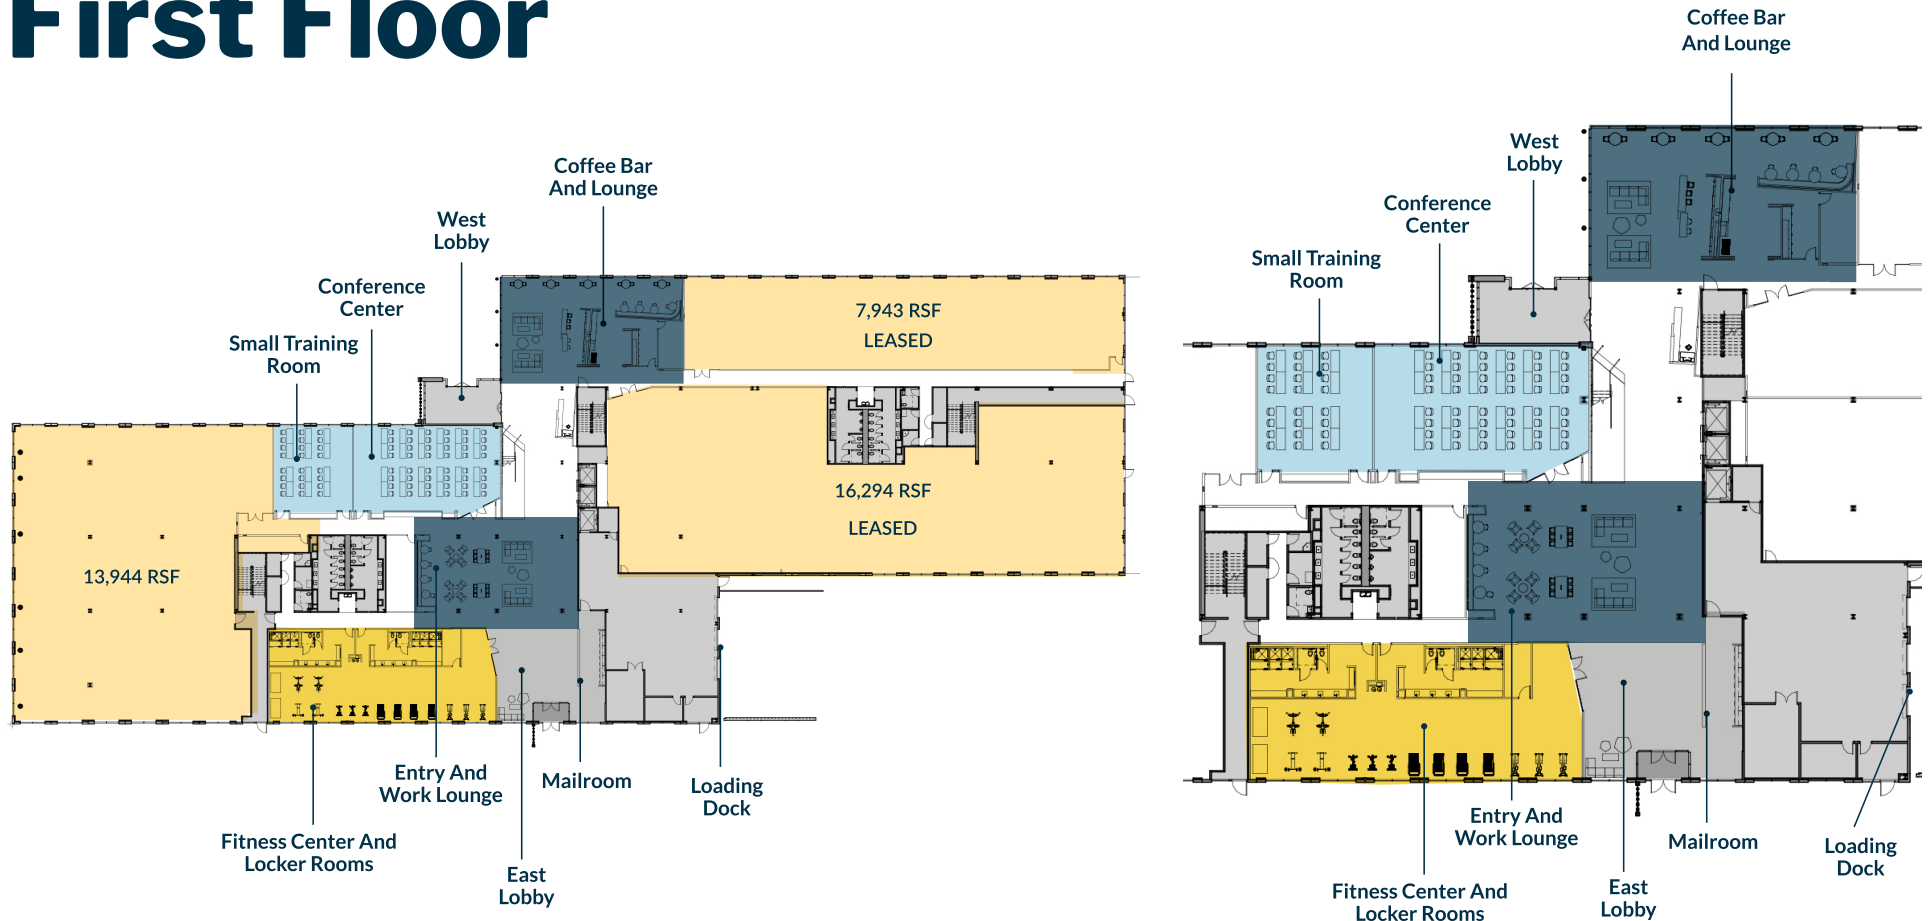 First Floor
Coffee Bar
And Lounge
West
Lobby
Conference
Center
Small Training
Room
7,943 RSF
LEASED
16,294 RSF
LEASED
13,944 RSF
Entry And
Work Lounge
Mailroom
Loading
Dock
Fitness Center And
Locker Rooms
East
Lobby
Coffee Bar
And Lounge
West
Lobby
Conference
Center
Small Training
Room
Entry And
Work Lounge
Mailroom
Loading
Dock
Fitness Center And
Locker Rooms
East
Lobby